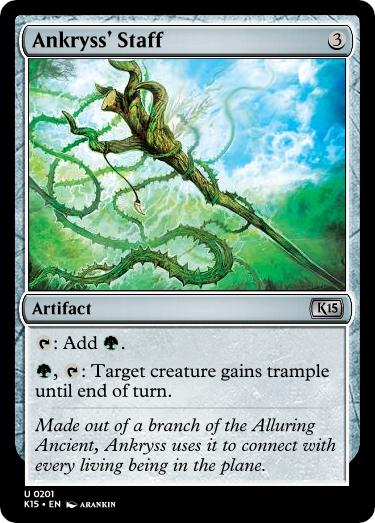 Ankryss’ Staff 3
Artifact K15
: Add .
, : Target creature gains trample
until end of turn.
Made out of a branch of the Alluring
Ancient, Ankryss uses it to connect with
every living being in the plane.
U 0201
K15 • EN ARANKIN